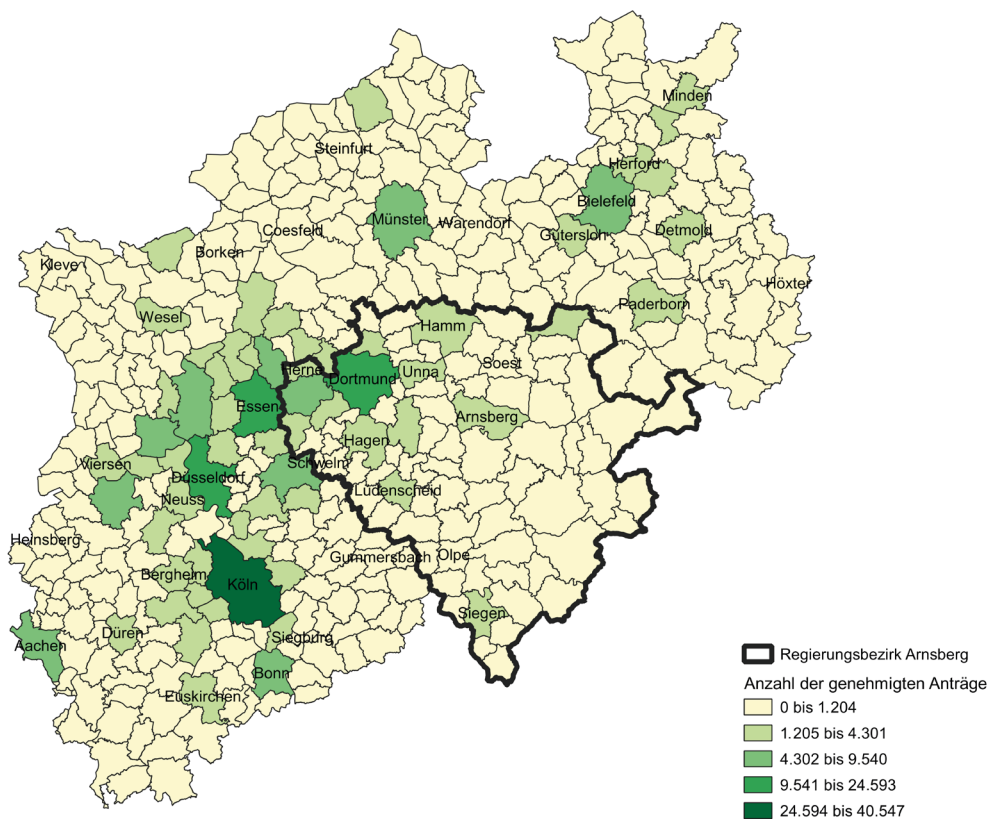 Minden
Steinfurt
Herford
Bielefeld
Münster
Warendorf
Coesfeld
Gütersloh
Detmold
Borken
Kleve
Höxter
Paderborn
Wesel
Hamm
Soest
Herne
Dortmund
Unna
Essen
Arnsberg
Hagen
Viersen
Schwelm
Düsseldorf
Lüdenscheid
Neuss
Heinsberg
Gummersbach
Olpe
Bergheim
Köln
Siegen
Düren
Siegburg
Aachen
Bonn
Euskirchen
Regierungsbezirk Arnsberg
Anzahl der genehmigten Anträge
0 bis 1.204
1.205 bis 4.301
4.302 bis 9.540
9.541 bis 24.593
24.594 bis 40.547